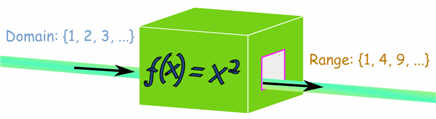 Domain: {1, 2, 3, ...}
f(x) = x²
Range: {1, 4, 9, ...}